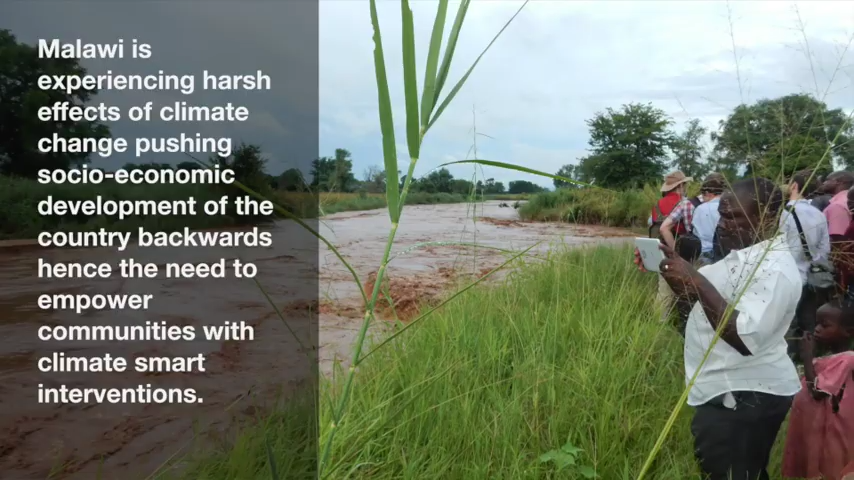 Malawi is
experiencing harsh
effects of climate
change pushing
socio-economic
development of the
country backwards
hence the need to
empower
communities with
climate smart
interventions.